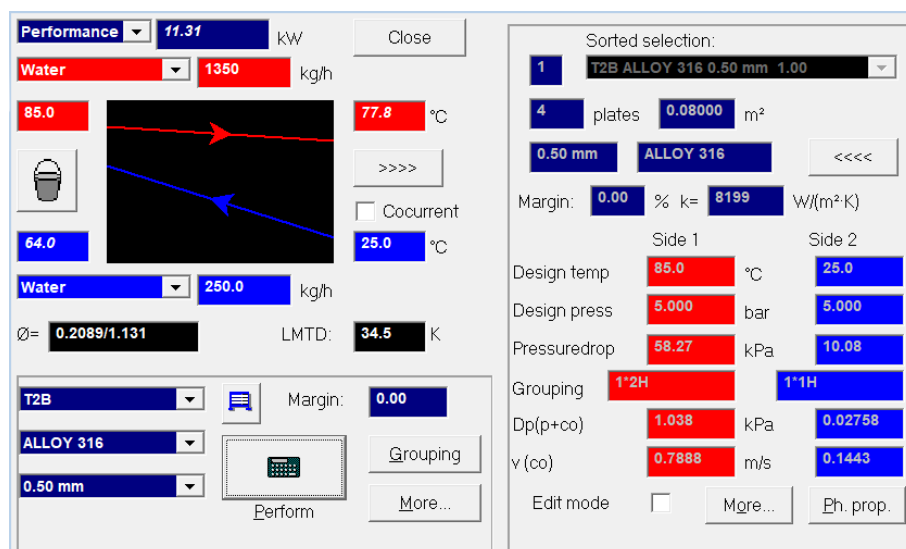 Performance 11.31 kW Close
Water 1350 kg/h
85.0 77.8 °C
>>>>
Cocurrent
64.0 25.0 °C
Water 250.0 kg/h
Ø= 0.2089/1.131 LMTD: 34.5 K
T2B Margin: 0.00
ALLOY 316 Grouping
0.50 mm More...
Perform
Sorted selection:
1 T2B ALLOY 316 0.50 mm 1.00
4 plates 0.08000 m²
0.50 mm ALLOY 316 <<<<
Margin: 0.00 % k= 8199 W/(m²·K)
Side 1 Side 2
Design temp 85.0 °C 25.0
Design press 5.000 bar 5.000
Pressuredrop 58.27 kPa 10.08
Grouping 1*2H 1*1H
Dp(p+co) 1.038 kPa 0.02758
v (co) 0.7888 m/s 0.1443
Edit mode More... Ph. prop.